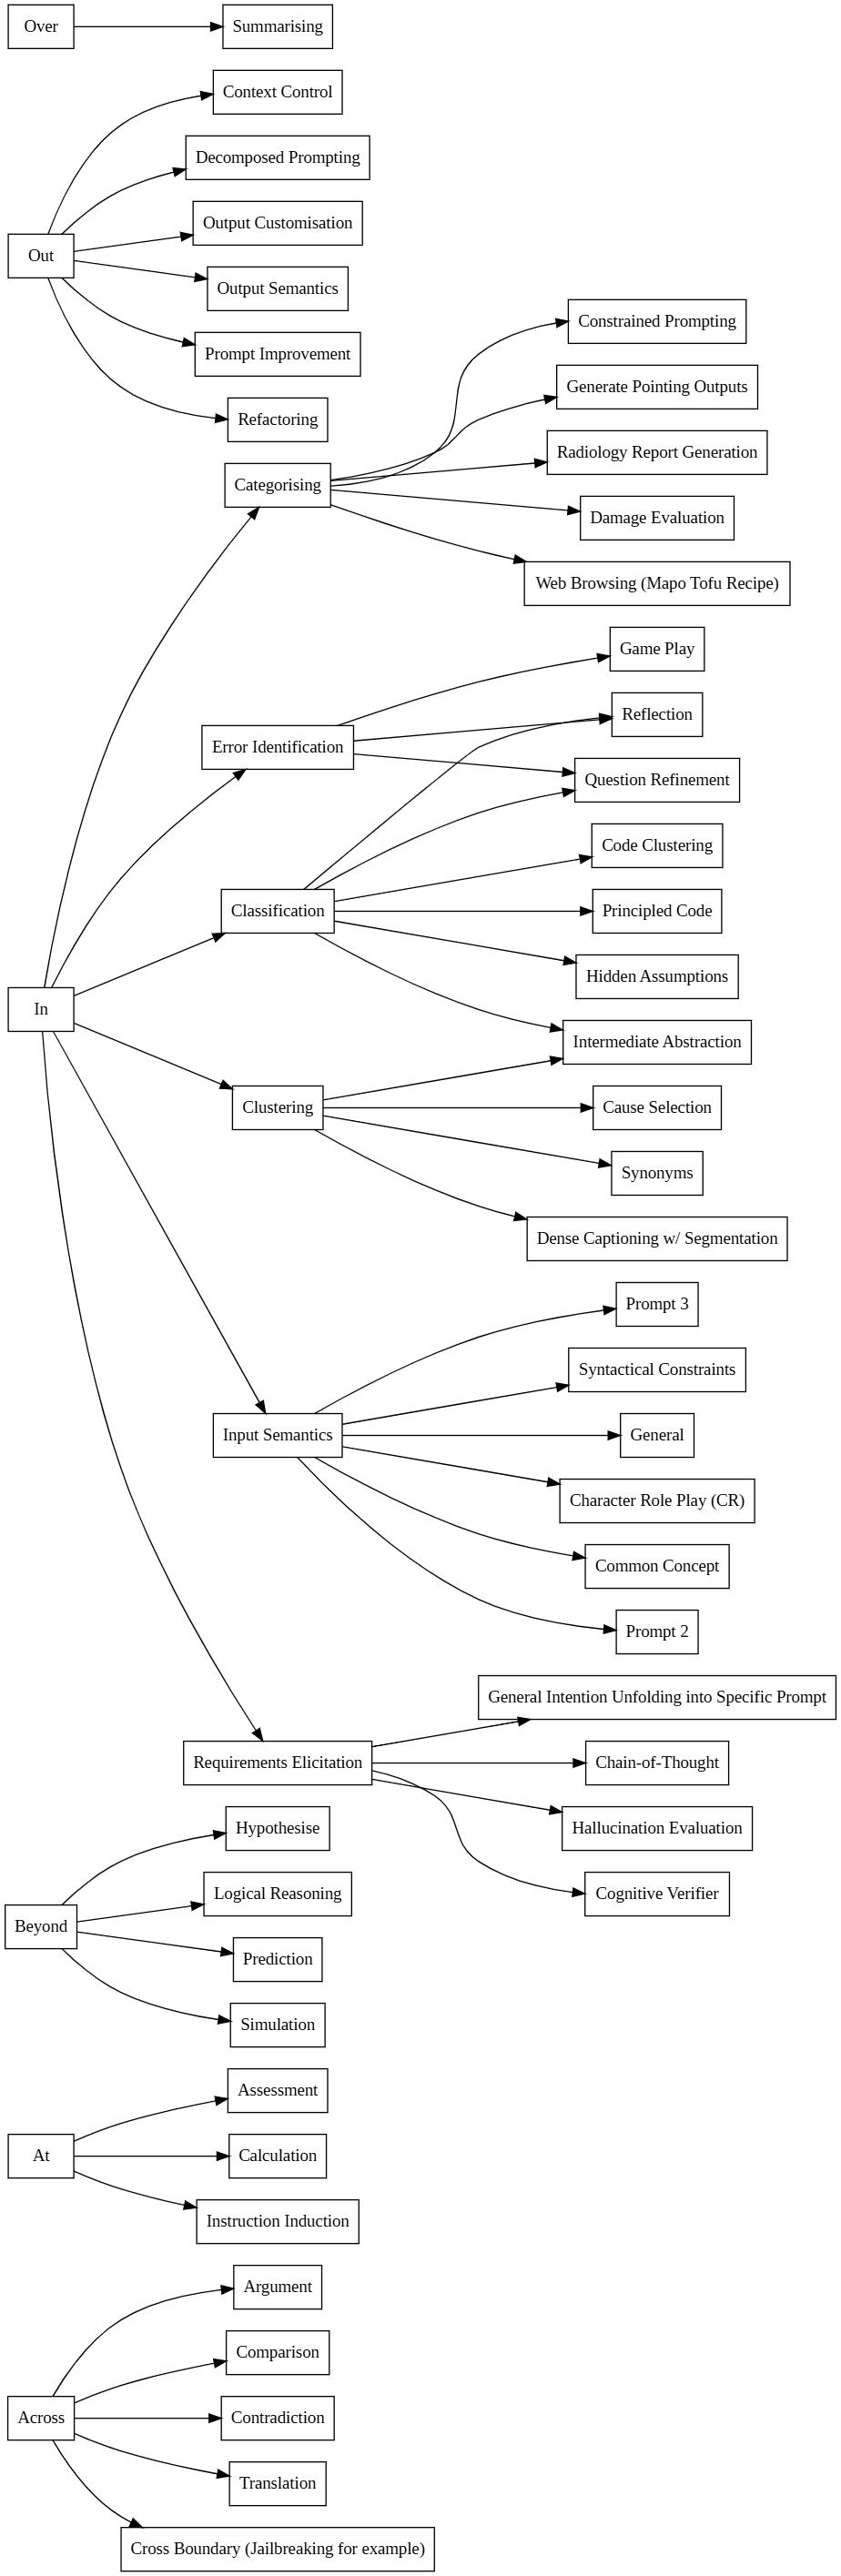 Over
Summarising
Context Control
Decomposed Prompting
Output Customisation
Out
Output Semantics
Prompt Improvement
Refactoring
Constrained Prompting
Generate Pointing Outputs
Radiology Report Generation
Categorising
Damage Evaluation
Web Browsing (Mapo Tofu Recipe)
Game Play
Reflection
Error Identification
Question Refinement
Code Clustering
Classification
Principled Code
Hidden Assumptions
In
Intermediate Abstraction
Clustering
Cause Selection
Synonyms
Dense Captioning w/ Segmentation
Prompt 3
Syntactical Constraints
Input Semantics
General
Character Role Play (CR)
Common Concept
Prompt 2
General Intention Unfolding into Specific Prompt
Requirements Elicitation
Chain-of-Thought
Hallucination Evaluation
Cognitive Verifier
Hypothesise
Logical Reasoning
Beyond
Prediction
Simulation
Assessment
At
Calculation
Instruction Induction
Argument
Comparison
Across
Contradiction
Translation
Cross Boundary (Jailbreaking for example)